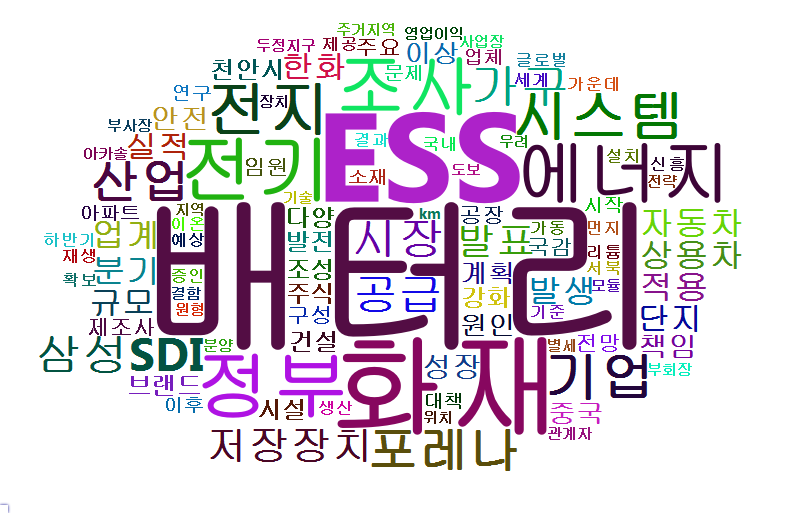 주거지역 영업이익
두정지구 제공 주요 이상 업체 사업장 글로벌
천안시 한화 문제 조사 가구 세계 가운데
연구 장치 전지 시스템
부사장 안전 ESS
아카솔 실적 전기 임원 결과 국내 우려 에너지 설치 신흥
산업 소재 도보 전략
아파트 지역 기술 다양 km 공장 시작 자동차
하반기 업계 이온 발전 시장 발표 가동 국감 먼지 리튬 상용차
재생 예상 배터리
확보 분기 증인 조성 계획 서북 적용
규모 결함 원형 주식 공급 강화 발생 모듈
제조사 구성 원인 기준 단지
삼성SDI 분양 건설 성장 별세 전망 책임
브랜드 정부 화재 기업 부회장
이후 시설 생산 대책 위치 중국
저장장치 포레나 관계자